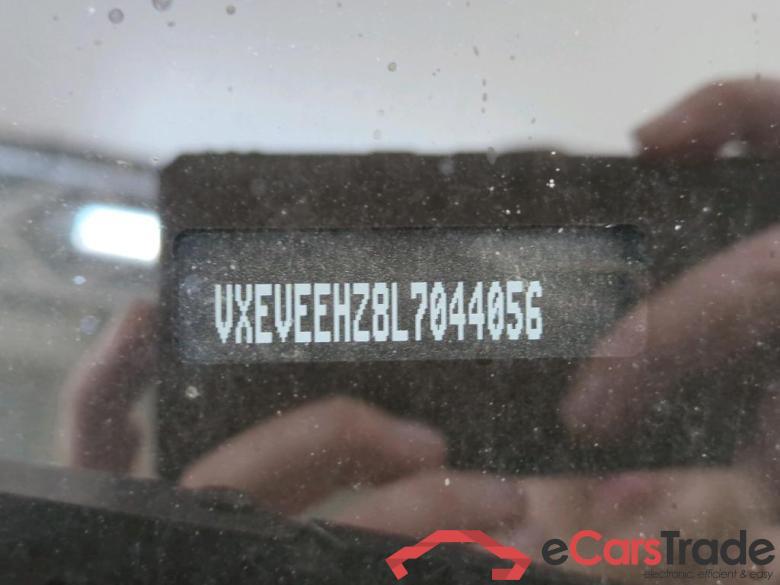 VXEVEEHZ8L7044056
eCarsTrade
electronic, efficient & easy